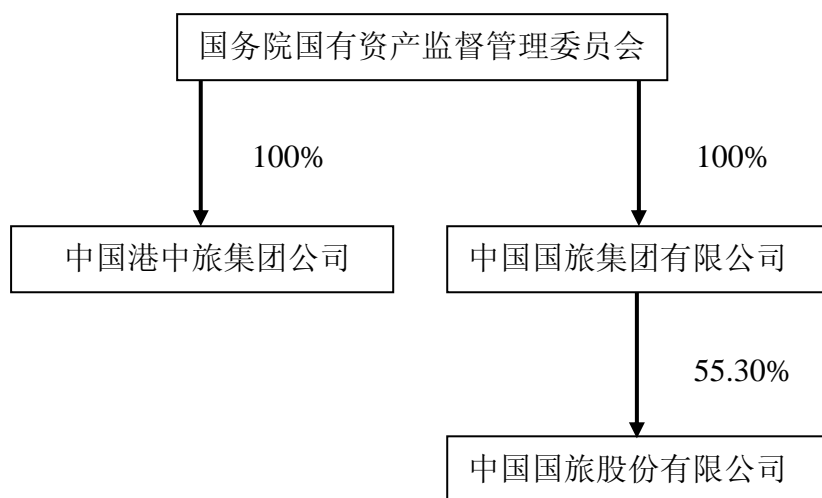 国务院国有资产监督管理委员会
100%
100%
中国港中旅集团公司
中国国旅集团有限公司
55.30%
中国国旅股份有限公司